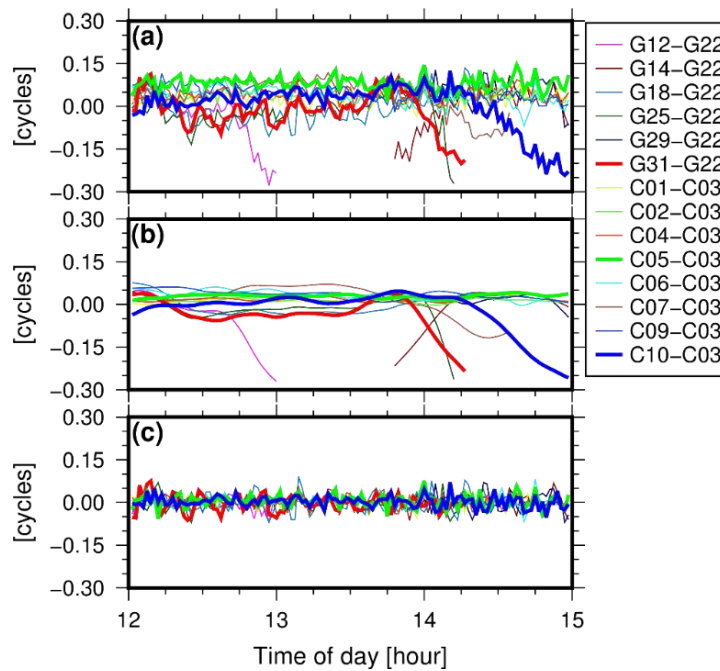 (a)
0.30
0.15
0.00
−0.15
−0.30
[cycles]
(b)
0.30
0.15
0.00
−0.15
−0.30
[cycles]
(c)
0.30
0.15
0.00
−0.15
−0.30
[cycles]
12
13
14
15
Time of day [hour]
G12−G22
G14−G22
G18−G22
G25−G22
G29−G22
G31−G22
C01−C03
C02−C03
C04−C03
C05−C03
C06−C03
C07−C03
C09−C03
C10−C03